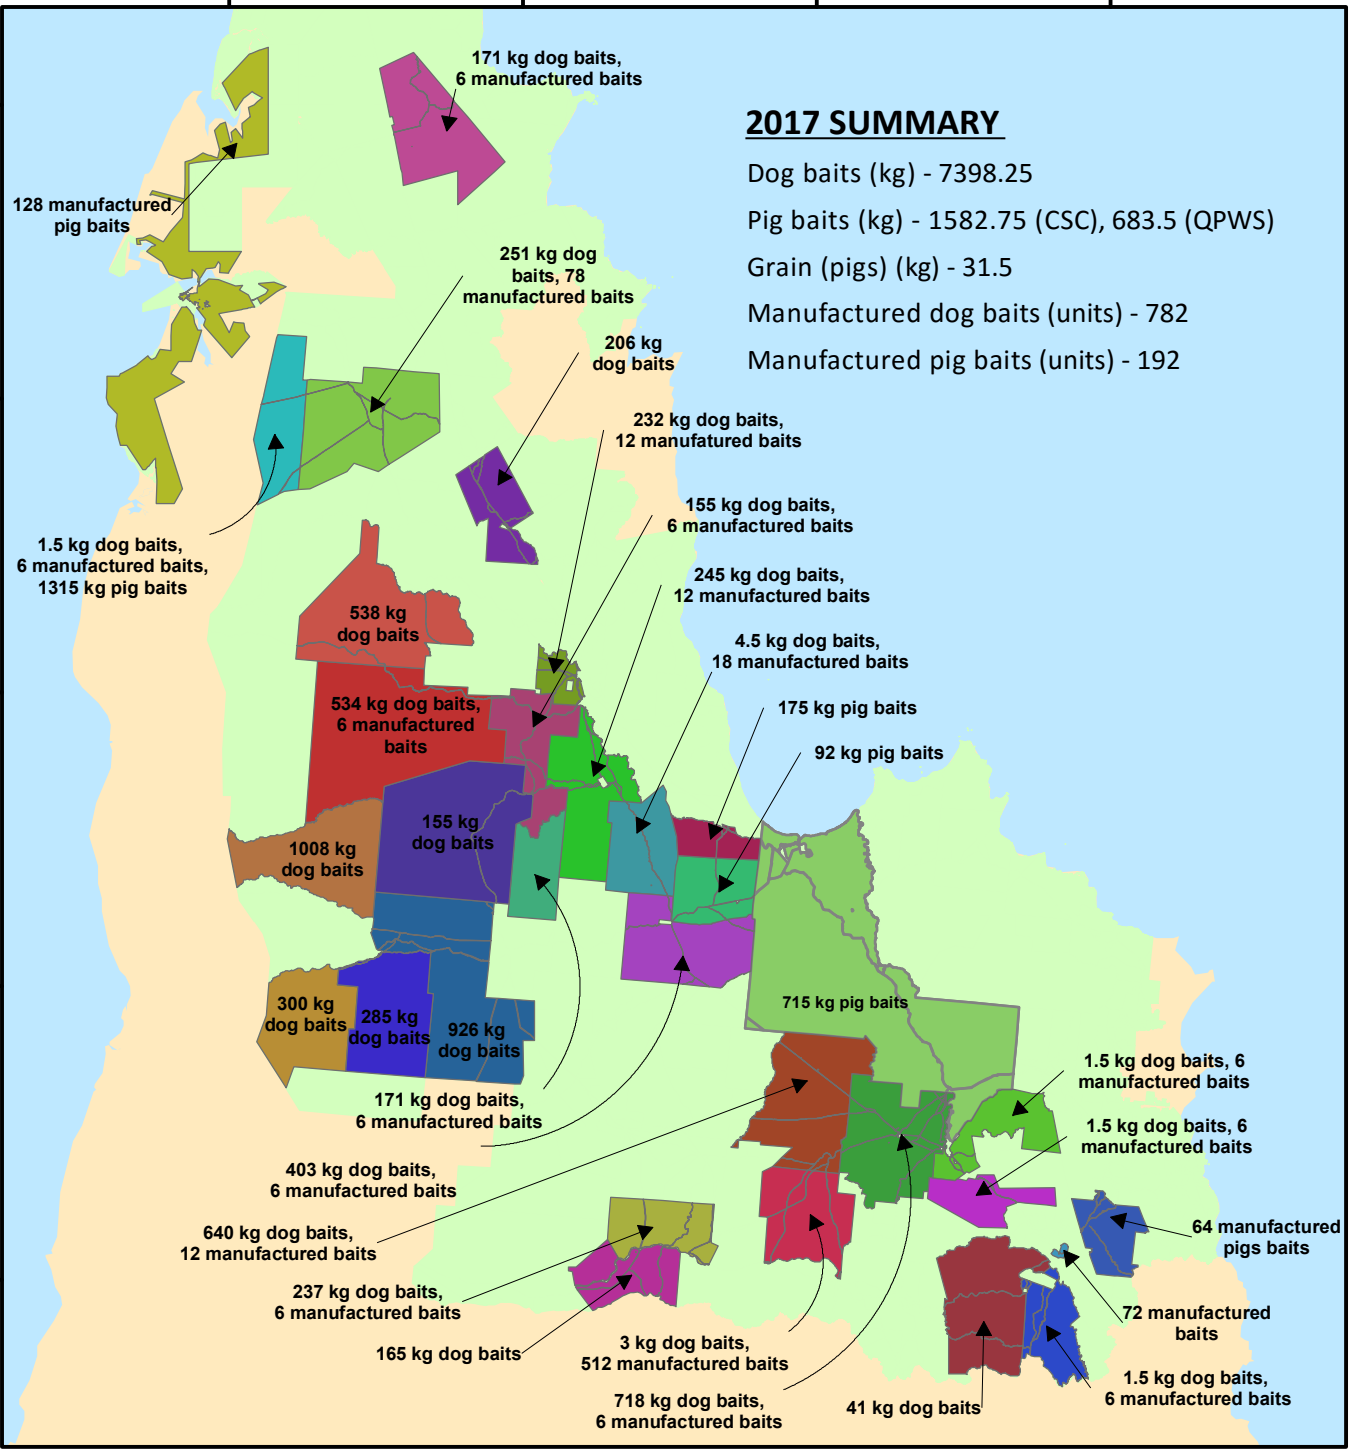 171 kg dog baits,
6 manufactured baits
2017 SUMMARY
Dog baits (kg) - 7398.25
Pig baits (kg) - 1582.75 (CSC), 683.5 (QPWS)
Grain (pigs) (kg) - 31.5
Manufactured dog baits (units) - 782
Manufactured pig baits (units) - 192
128 manufactured
pig baits
251 kg dog
baits, 78
manufactured baits
206 kg
dog baits
232 kg dog baits,
12 manufatured baits
155 kg dog baits,
6 manufactured baits
1.5 kg dog baits,
6 manufactured baits,
1315 kg pig baits
245 kg dog baits,
12 manufactured baits
538 kg
dog baits
4.5 kg dog baits,
18 manufactured baits
534 kg dog baits,
6 manufactured
baits
175 kg pig baits
92 kg pig baits
155 kg
dog baits
1008 kg
dog baits
300 kg
dog baits
285 kg
dog baits
926 kg
dog baits
715 kg pig baits
171 kg dog baits,
6 manufactured baits
1.5 kg dog baits, 6
manufactured baits
1.5 kg dog baits, 6
manufactured baits
403 kg dog baits,
6 manufactured baits
640 kg dog baits,
12 manufactured baits
64 manufactured
pigs baits
237 kg dog baits,
6 manufactured baits
165 kg dog baits
3 kg dog baits,
512 manufactured baits
72 manufactured
baits
718 kg dog baits,
6 manufactured baits
41 kg dog baits
1.5 kg dog baits,
6 manufactured baits